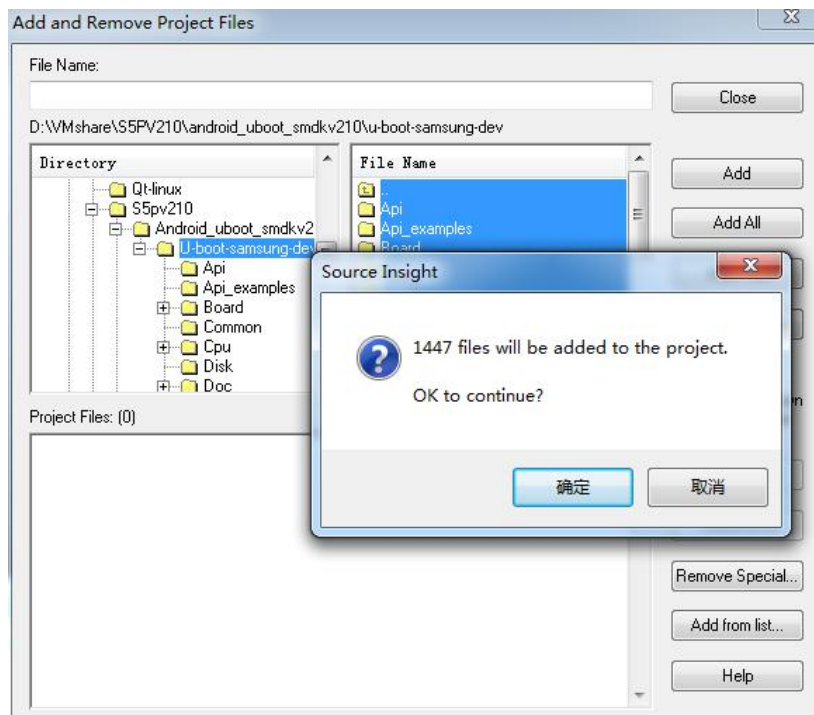 Add and Remove Project Files
File Name:
Close
D:\VMshare\S5PV210\android_uboot_smdkv210\u-boot-samsung-dev
Directory
File Name
Add
Qt-linux
..
S5pv210
Api
Add All
Android_uboot_smdkv2
Api_examples
U-boot-samsung-dev
Board
Api
Api_examples
Board
Common
Cpu
Disk
Doc
Source Insight
1447 files will be added to the project.
OK to continue?
确定
取消
Project Files: (0)
Remove Special...
Add from list...
Help